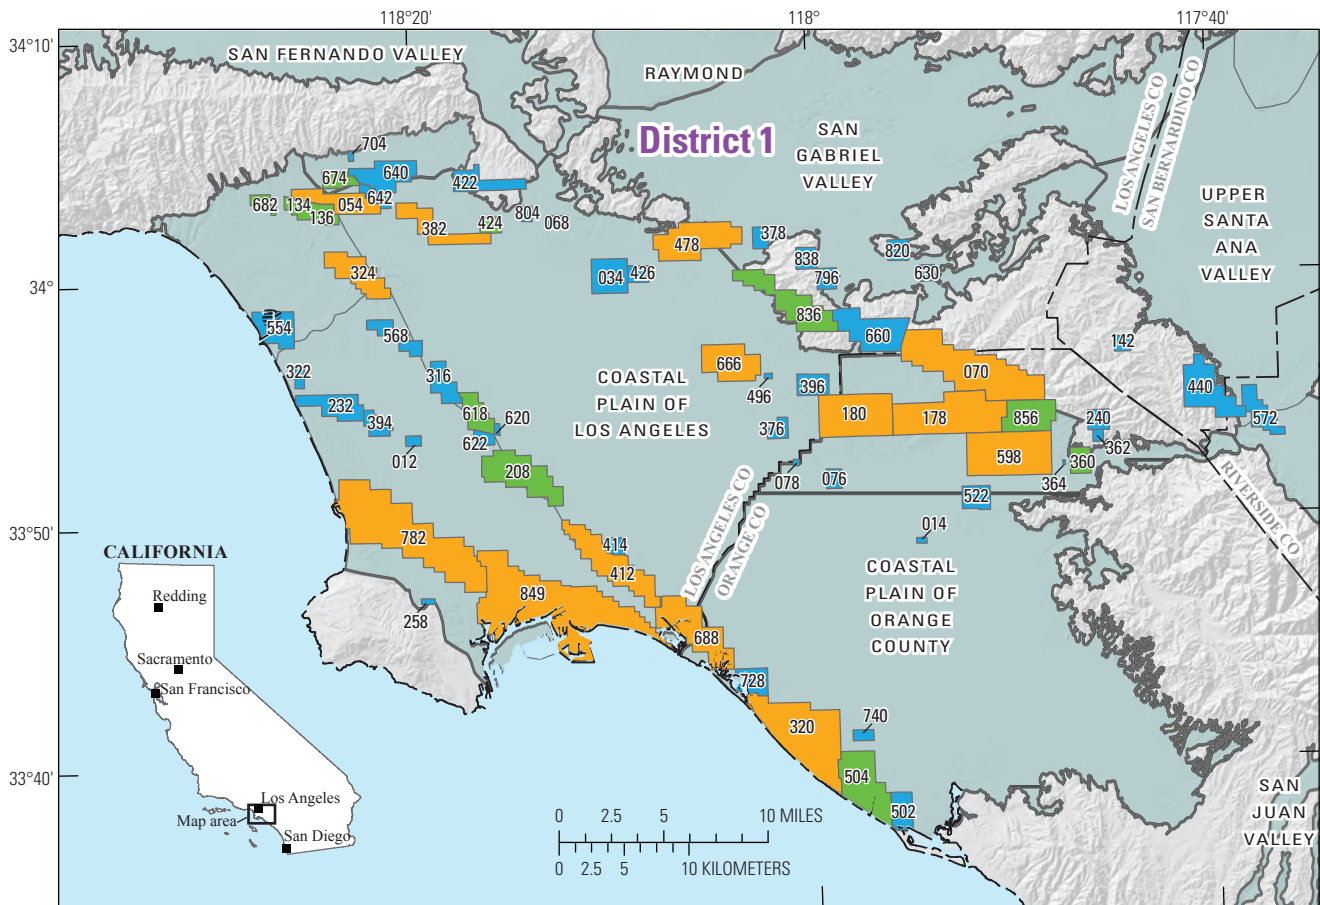 118°20'
118°
117°40'
34°10'
SAN FERNANDO VALLEY
RAYMOND
LOS ANGELES CO
SAN BERNARDINO CO
District 1
SAN
GABRIEL
VALLEY
UPPER
SANTA
ANA
VALLEY
704
674
640
422
682
134
054
642
136
382
424
804
068
478
378
838
820
796
630
034
426
324
34°
836
660
554
568
142
322
316
666
070
COASTAL
PLAIN OF
LOS ANGELES
496
396
440
232
394
618
620
622
012
376
180
178
856
240
572
362
598
360
364
208
078
076
522
RIVERSIDE CO
LOS ANGELES CO
ORANGE CO
33°50'
782
414
412
014
COASTAL
PLAIN OF
ORANGE
COUNTY
849
258
688
728
320
740
504
502
33°40'
SAN
JUAN
VALLEY
CALIFORNIA
Redding
Sacramento
San Francisco
Los Angeles
Map area
San Diego
0 2.5 5 10 MILES
0 2.5 5 10 KILOMETERS